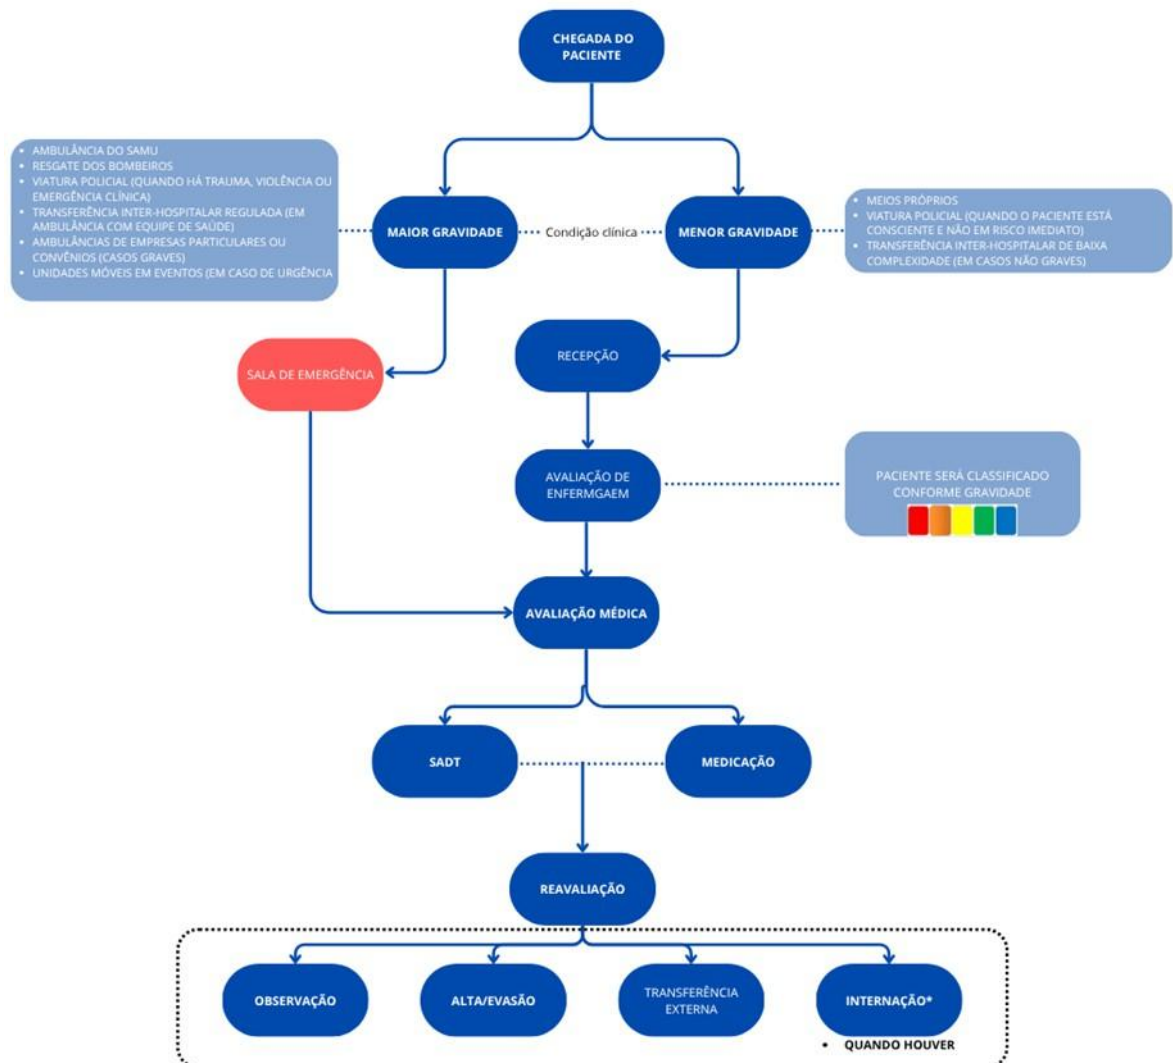 CHEGADA DO
PACIENTE
• AMBULÂNCIA DO SAMU
• RESGATE DOS BOMBEIROS
• VIATURA POLICIAL (QUANDO HÁ TRAUMA, VIOLÊNCIA OU
EMERGÊNCIA CLÍNICA)
• TRANSFERÊNCIA INTER-HOSPITALAR REGULADA (EM
AMBULÂNCIA COM EQUIPE DE SAÚDE)
• AMBULÂNCIAS DE EMPRESAS PARTICULARES OU
CONVÊNIOS (CASOS GRAVES)
• UNIDADES MÓVEIS EM EVENTOS (EM CASO DE URGÊNCIA
MAIOR GRAVIDADE
Condição clínica
MENOR GRAVIDADE
• MEIOS PRÓPRIOS
• VIATURA POLICIAL (QUANDO O PACIENTE ESTÁ
CONSCIENTE E NÃO EM RISCO IMEDIATO)
• TRANSFERÊNCIA INTER-HOSPITALAR DE BAIXA
COMPLEXIDADE (EM CASOS NÃO GRAVES)
SALA DE EMERGÊNCIA
RECEPÇÃO
AVALIAÇÃO DE
ENFERMGAEM
PACIENTE SERÁ CLASSIFICADO
CONFORME GRAVIDADE
AVALIAÇÃO MÉDICA
SADT
MEDICAÇÃO
REAVALIAÇÃO
OBSERVAÇÃO
ALTA/EVASÃO
TRANSFERÊNCIA
EXTERNA
INTERNAÇÃO*
• QUANDO HOUVER